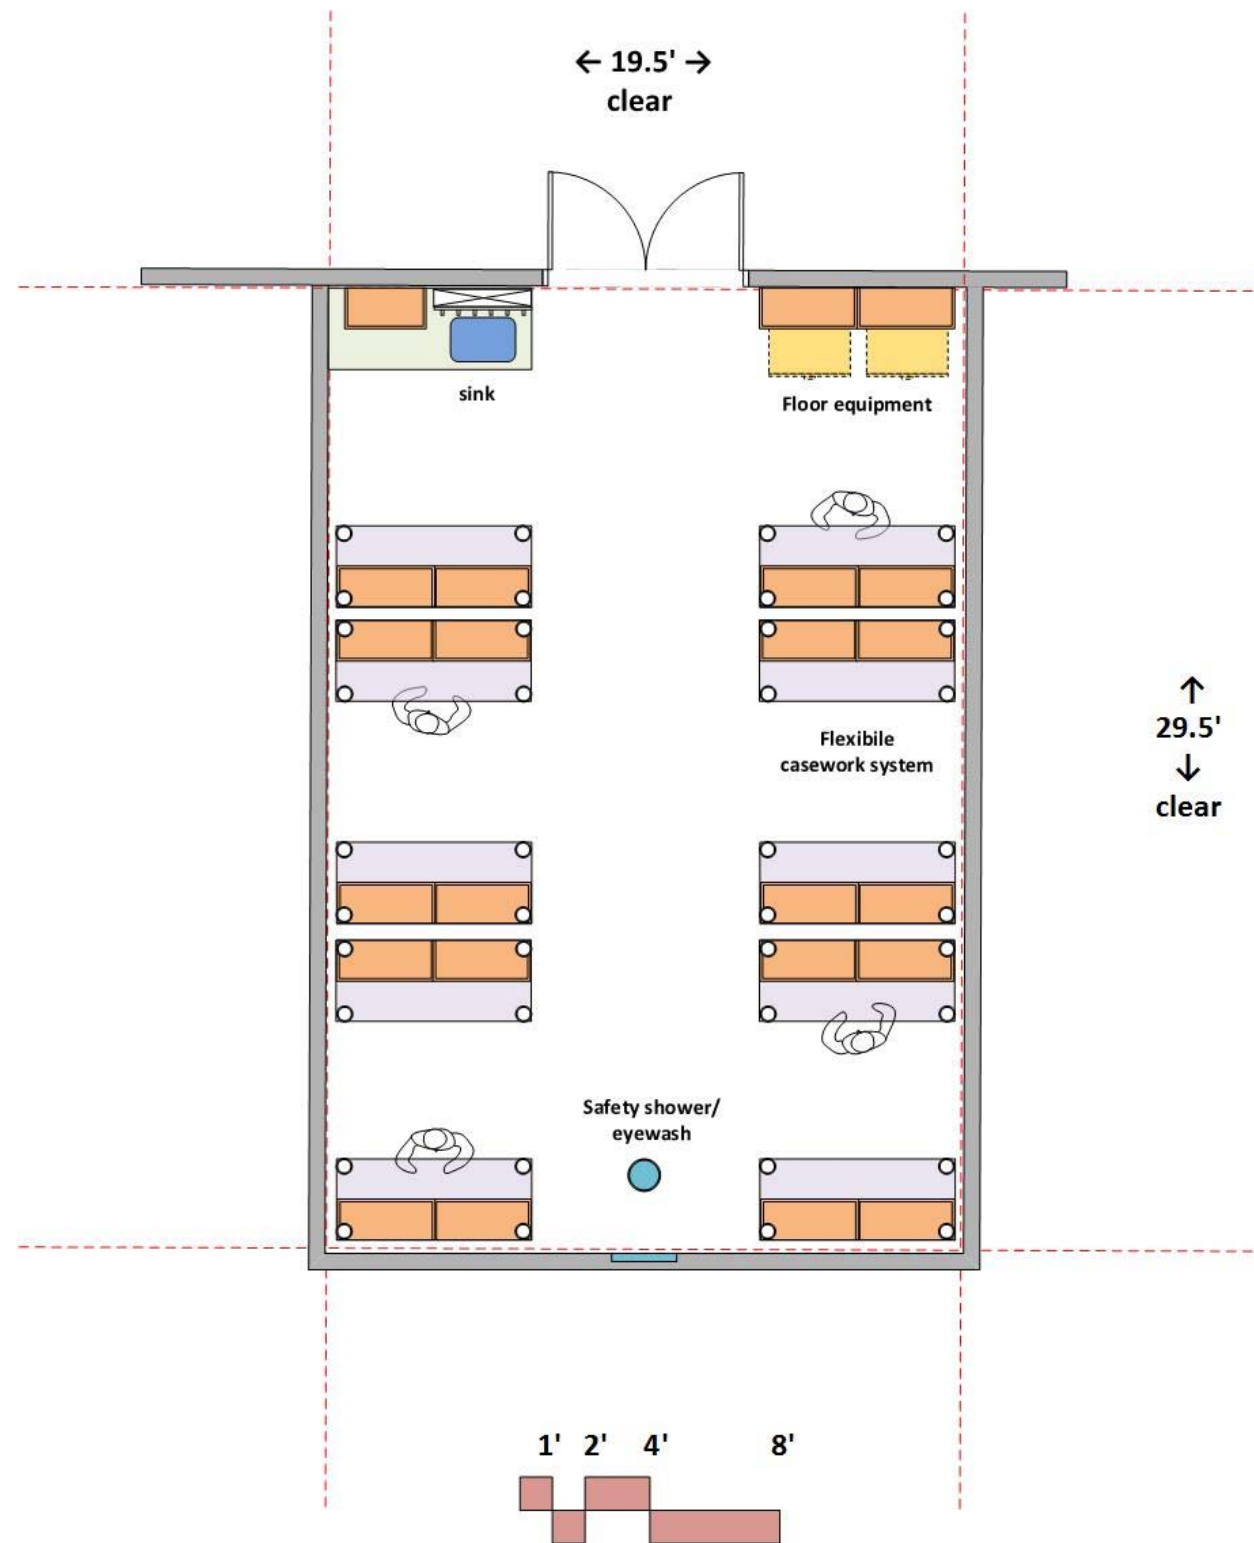 ← 19.5' →
clear
sink
Floor equipment
Flexibile
casework system
↑
29.5'
↓
clear
Safety shower/
eyewash
1' 2' 4' 8'